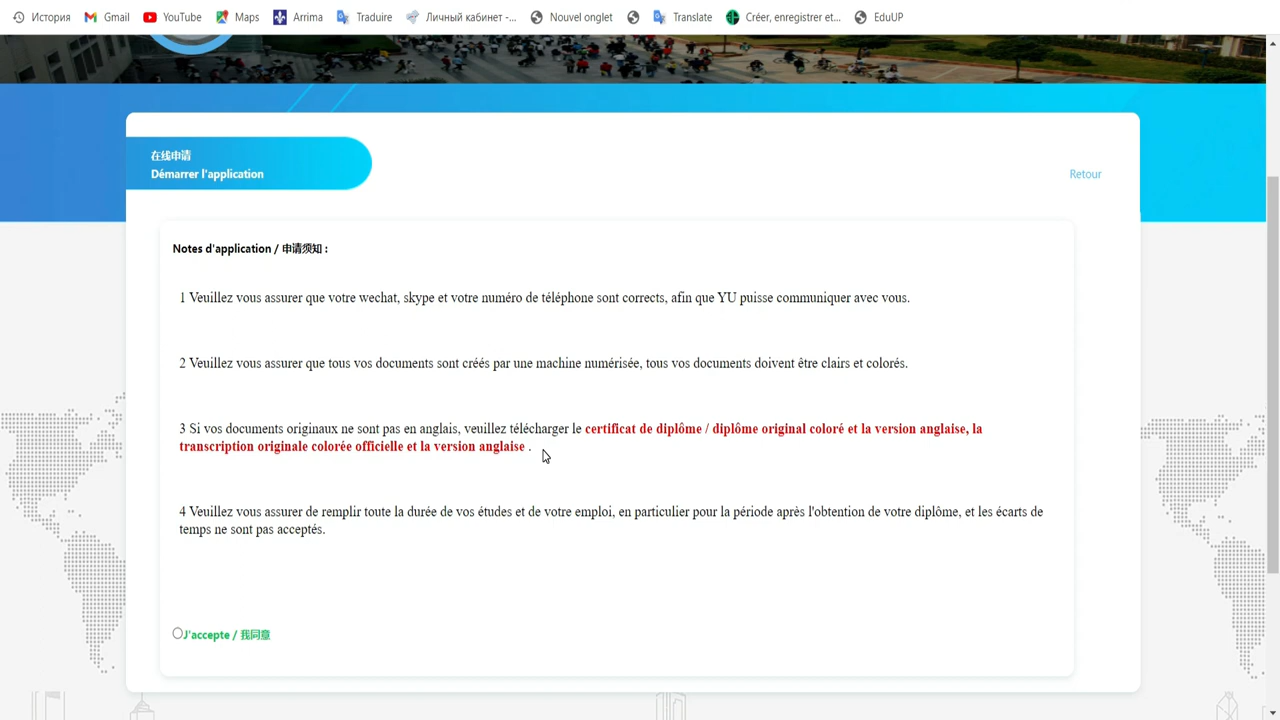 История Gmail YouTube Maps Arrima Traduire Личный кабинет -... Nouvel onglet Translate Créer, enregistrer et... EduUP
在线申请
Démarrer l'application
Retour
Notes d'application / 申请须知 :
1 Veuillez vous assurer que votre wechat, skype et votre numéro de téléphone sont corrects, afin que YU puisse communiquer avec vous.
2 Veuillez vous assurer que tous vos documents sont créés par une machine numérisée, tous vos documents doivent être clairs et colorés.
3 Si vos documents originaux ne sont pas en anglais, veuillez télécharger le certificat de diplôme / diplôme original coloré et la version anglaise, la
transcription originale colorée officielle et la version anglaise .
4 Veuillez vous assurer de remplir toute la durée de vos études et de votre emploi, en particulier pour la période après l'obtention de votre diplôme, et les écarts de
temps ne sont pas acceptés.
J'accepte / 我同意